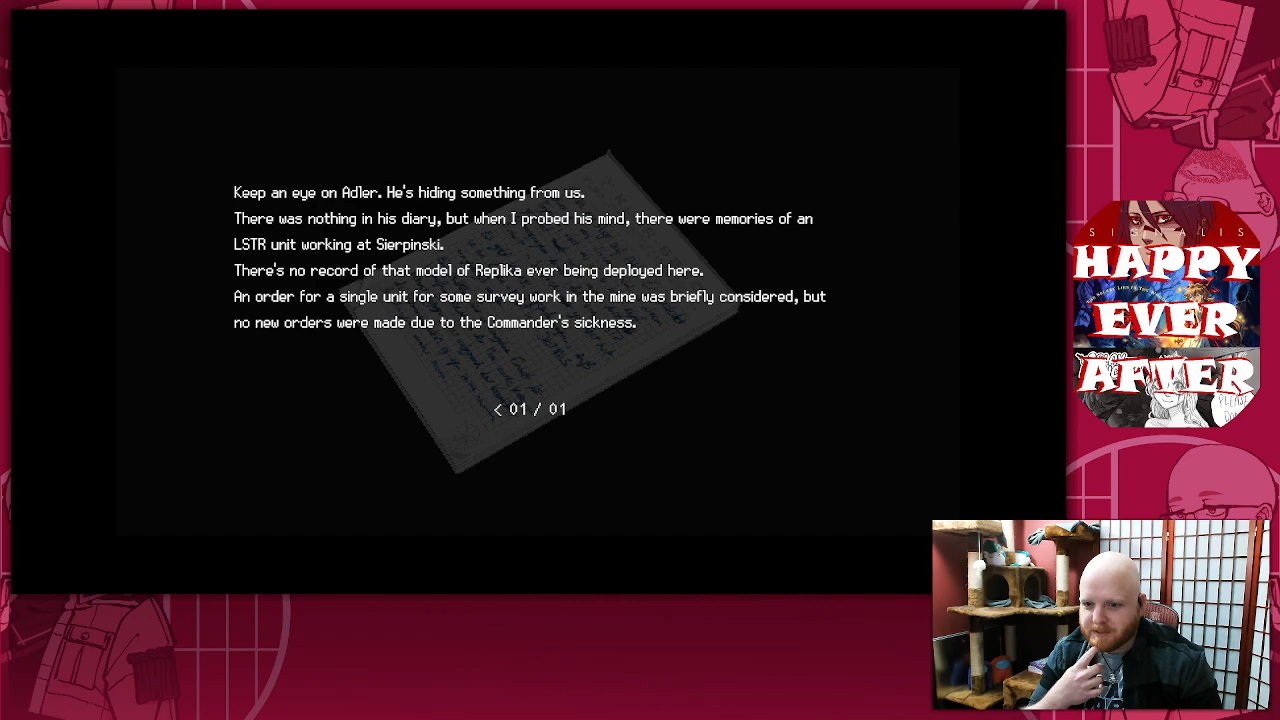 Keep an eye on Adler. He's hiding something from us.
There was nothing in his diary, but when I probed his mind, there were memories of an
LSTR unit working at Sierpinski.
There's no record of that model of Replika ever being deployed here.
An order for a single unit for some survey work in the mine was briefly considered, but
no new orders were made due to the Commander's sickness.
< 01 / 01
SIGNALIS
HAPPY
EVER
AFTER
PLEASE